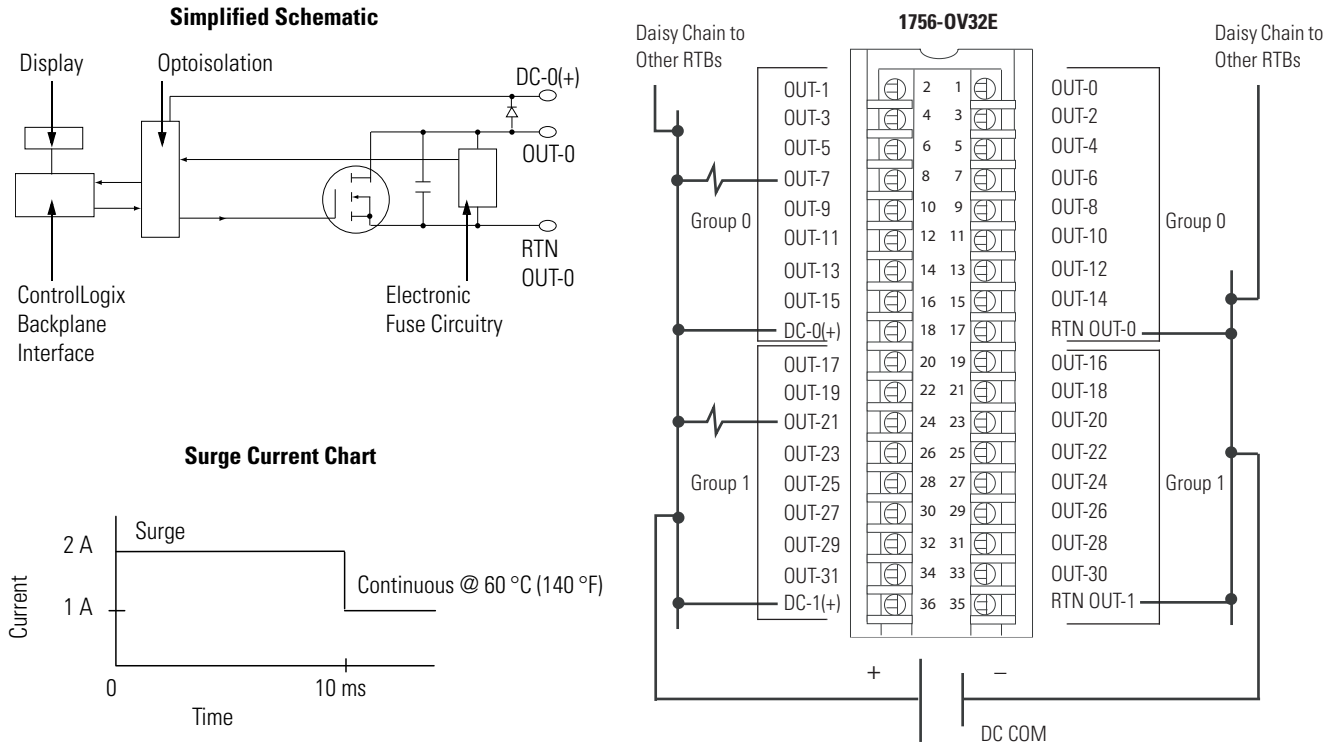 Simplified Schematic
Display
Optoisolation
DC-0(+)
OUT-0
RTN
OUT-0
ControlLogix
Backplane
Interface
Electronic
Fuse Circuitry
Surge Current Chart
Current
2 A
Surge
Continuous @ 60 °C (140 °F)
1 A
0
10 ms
Time
1756-OV32E
Daisy Chain to
Other RTBs
Daisy Chain to
Other RTBs
OUT-1 2 1 OUT-0
OUT-3 4 3 OUT-2
OUT-5 6 5 OUT-4
OUT-7 8 7 OUT-6
OUT-9 10 9 OUT-8
Group 0
Group 0
OUT-11 12 11 OUT-10
OUT-13 14 13 OUT-12
OUT-15 16 15 OUT-14
DC-0(+) 18 17 RTN OUT-0
OUT-17 20 19 OUT-16
OUT-19 22 21 OUT-18
OUT-21 24 23 OUT-20
OUT-23 26 25 OUT-22
Group 1
OUT-25 28 27 OUT-24
Group 1
OUT-27 30 29 OUT-26
OUT-29 32 31 OUT-28
OUT-31 34 33 OUT-30
DC-1(+) 36 35 RTN OUT-1
+ –
DC COM